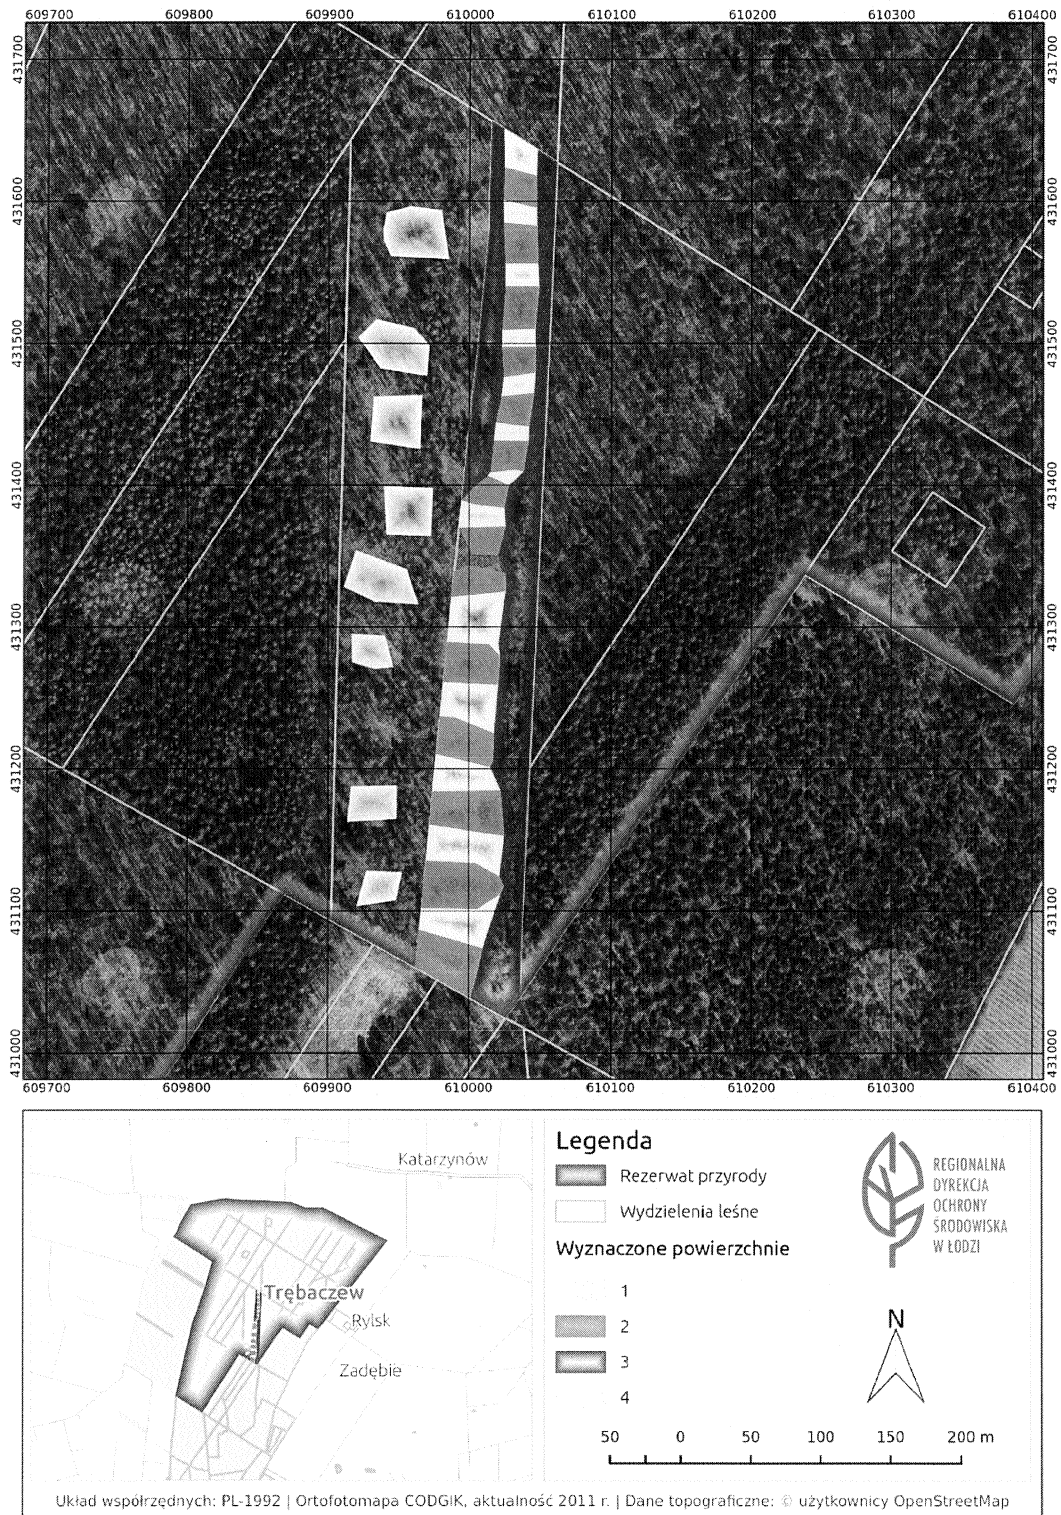 609700 609800 609900 610000 610100 610200 610300 610400
431700 431700
431600 431600
431500 431500
431400 431400
431300 431300
431200 431200
431100 431100
431000 431000
609700 609800 609900 610000 610100 610200 610300 610400
Katarzynów
Trębaczew
Rylsk
Zadębie
Legenda
Rezerwat przyrody
Wydzielenia leśne
Wyznaczone powierzchnie
1
2
3
4
REGIONALNA
DYREKCJA
OCHRONY
ŚRODOWISKA
W ŁODZI
N
50 0 50 100 150 200 m
Układ współrzędnych: PL-1992 | Ortofotomapa CODGIK, aktualność 2011 r. | Dane topograficzne: © użytkownicy OpenStreetMap